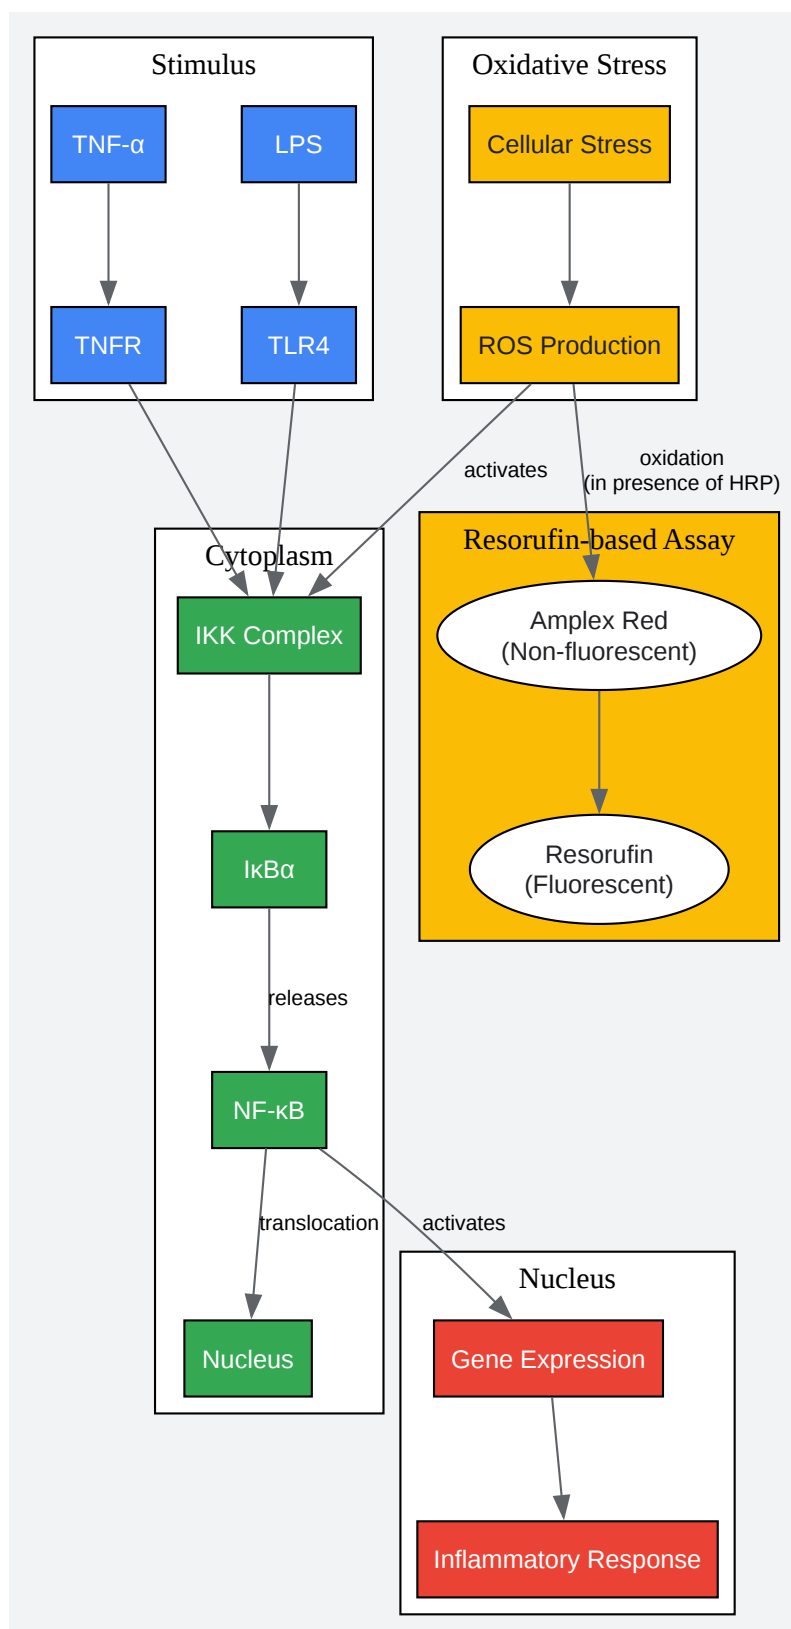 Stimulus
Oxidative Stress
TNF-α
LPS
Cellular Stress
TNFR
TLR4
ROS Production
activates
oxidation
(in presence of HRP)
Cytoplasm
Resorufin-based Assay
IKK Complex
Amplex Red
(Non-fluorescent)
IκBα
Resorufin
(Fluorescent)
releases
NF-κB
translocation
activates
Nucleus
Nucleus
Gene Expression
Inflammatory Response